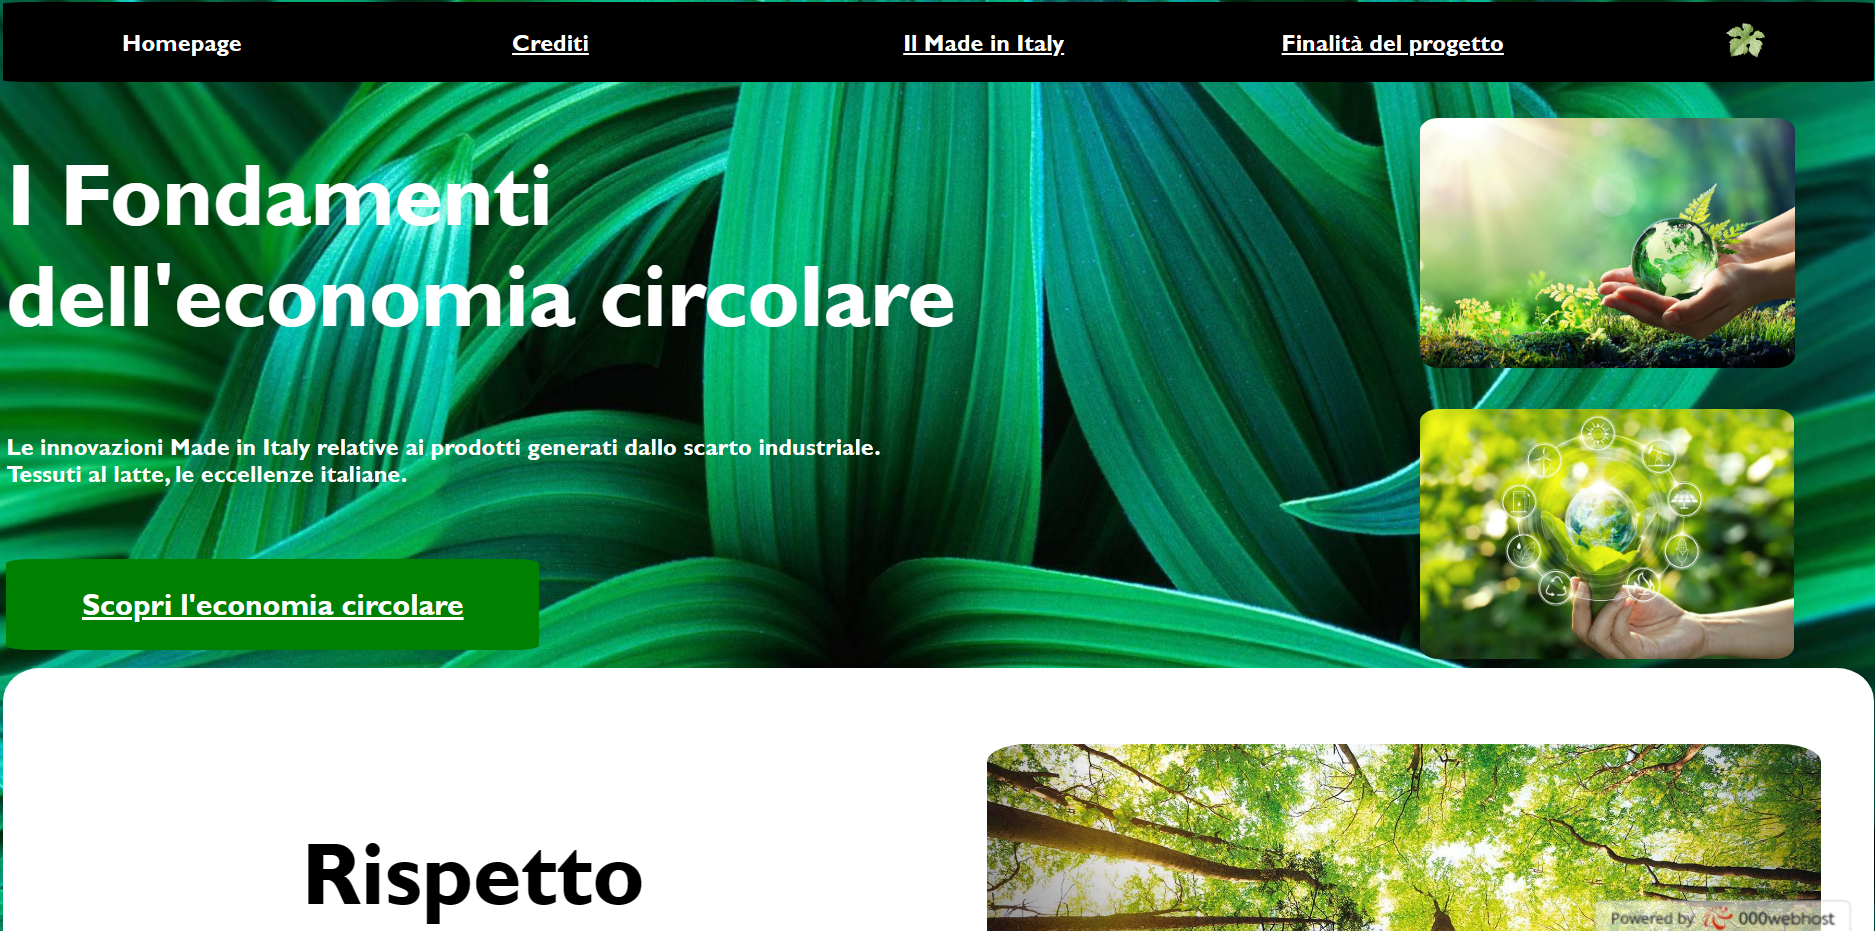 Homepage
Crediti
Il Made in Italy
Finalità del progetto
I Fondamenti
dell'economia circolare
Le innovazioni Made in Italy relative ai prodotti generati dallo scarto industriale.
Tessuti al latte, le eccellenze italiane.
Scopri l'economia circolare
Rispetto
Powered by 000webhost